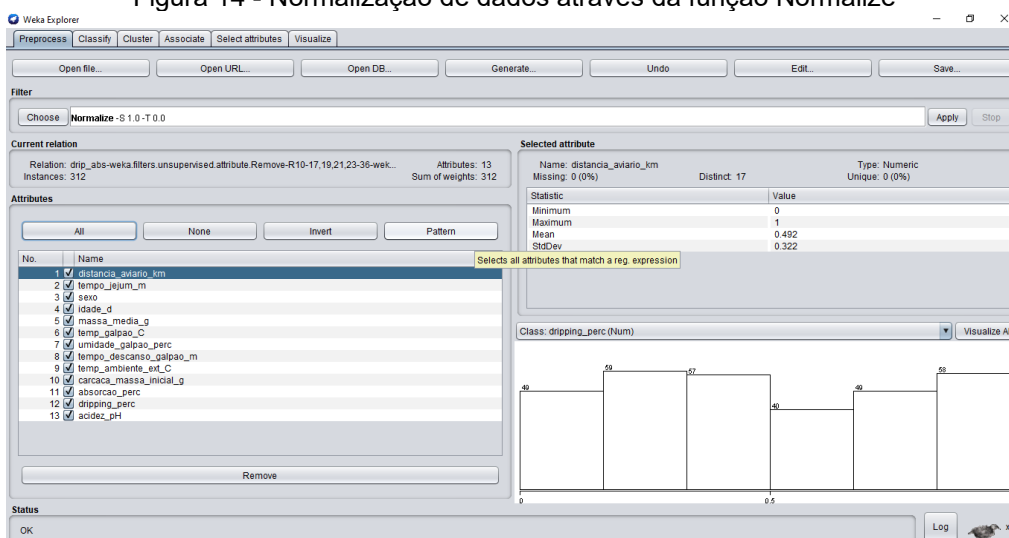 Figura 14 - Normalização de dados através da função Normalize
Weka Explorer
Preprocess Classify Cluster Associate Select attributes Visualize
Open file... Open URL... Open DB... Generate... Undo Edit... Save...
Filter
Choose Normalize -S 1.0 -T 0.0 Apply Stop
Current relation
Relation: drip_abs-weka.filters.unsupervised.attribute.Remove-R10-17,19,21,23-36-wek... Attributes: 13
Instances: 312 Sum of weights: 312
Attributes
All None Invert Pattern
Selects all attributes that match a reg. expression
No. Name
1 distancia_aviario_km
2 tempo_jejum_m
3 sexo
4 idade_d
5 massa_media_g
6 temp_galpao_C
7 umidade_galpao_perc
8 tempo_descanso_galpao_m
9 temp_ambiente_ext_C
10 carcaca_massa_inicial_g
11 absorcao_perc
12 dripping_perc
13 acidez_pH
Remove
Selected attribute
Name: distancia_aviario_km Type: Numeric
Missing: 0 (0%) Distinct: 17 Unique: 0 (0%)
Statistic Value
Minimum 0
Maximum 1
Mean 0.492
StdDev 0.322
Class: dripping_perc (Num) Visualize Al
49 59 57 40 49 58
0 0.5
Status
OK Log x